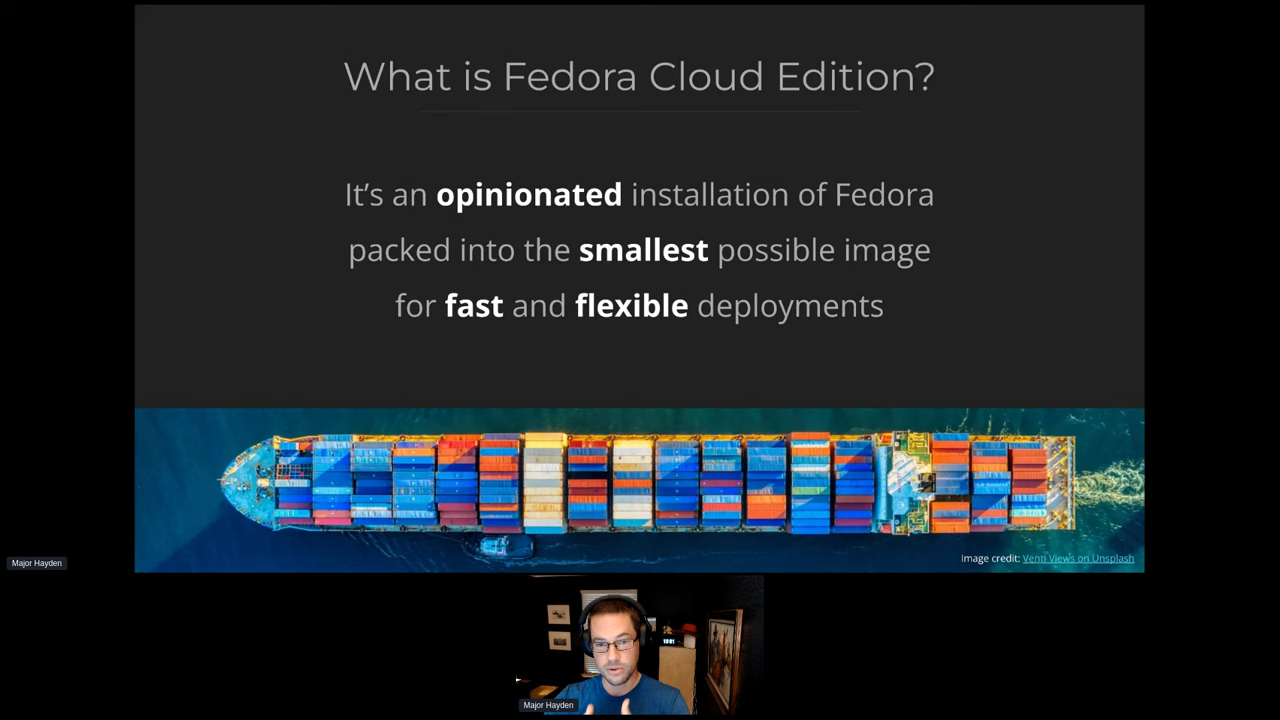 What is Fedora Cloud Edition?
It’s an opinionated installation of Fedora
packed into the smallest possible image
for fast and flexible deployments
Image credit: Venti Views on Unsplash
Major Hayden
Major Hayden